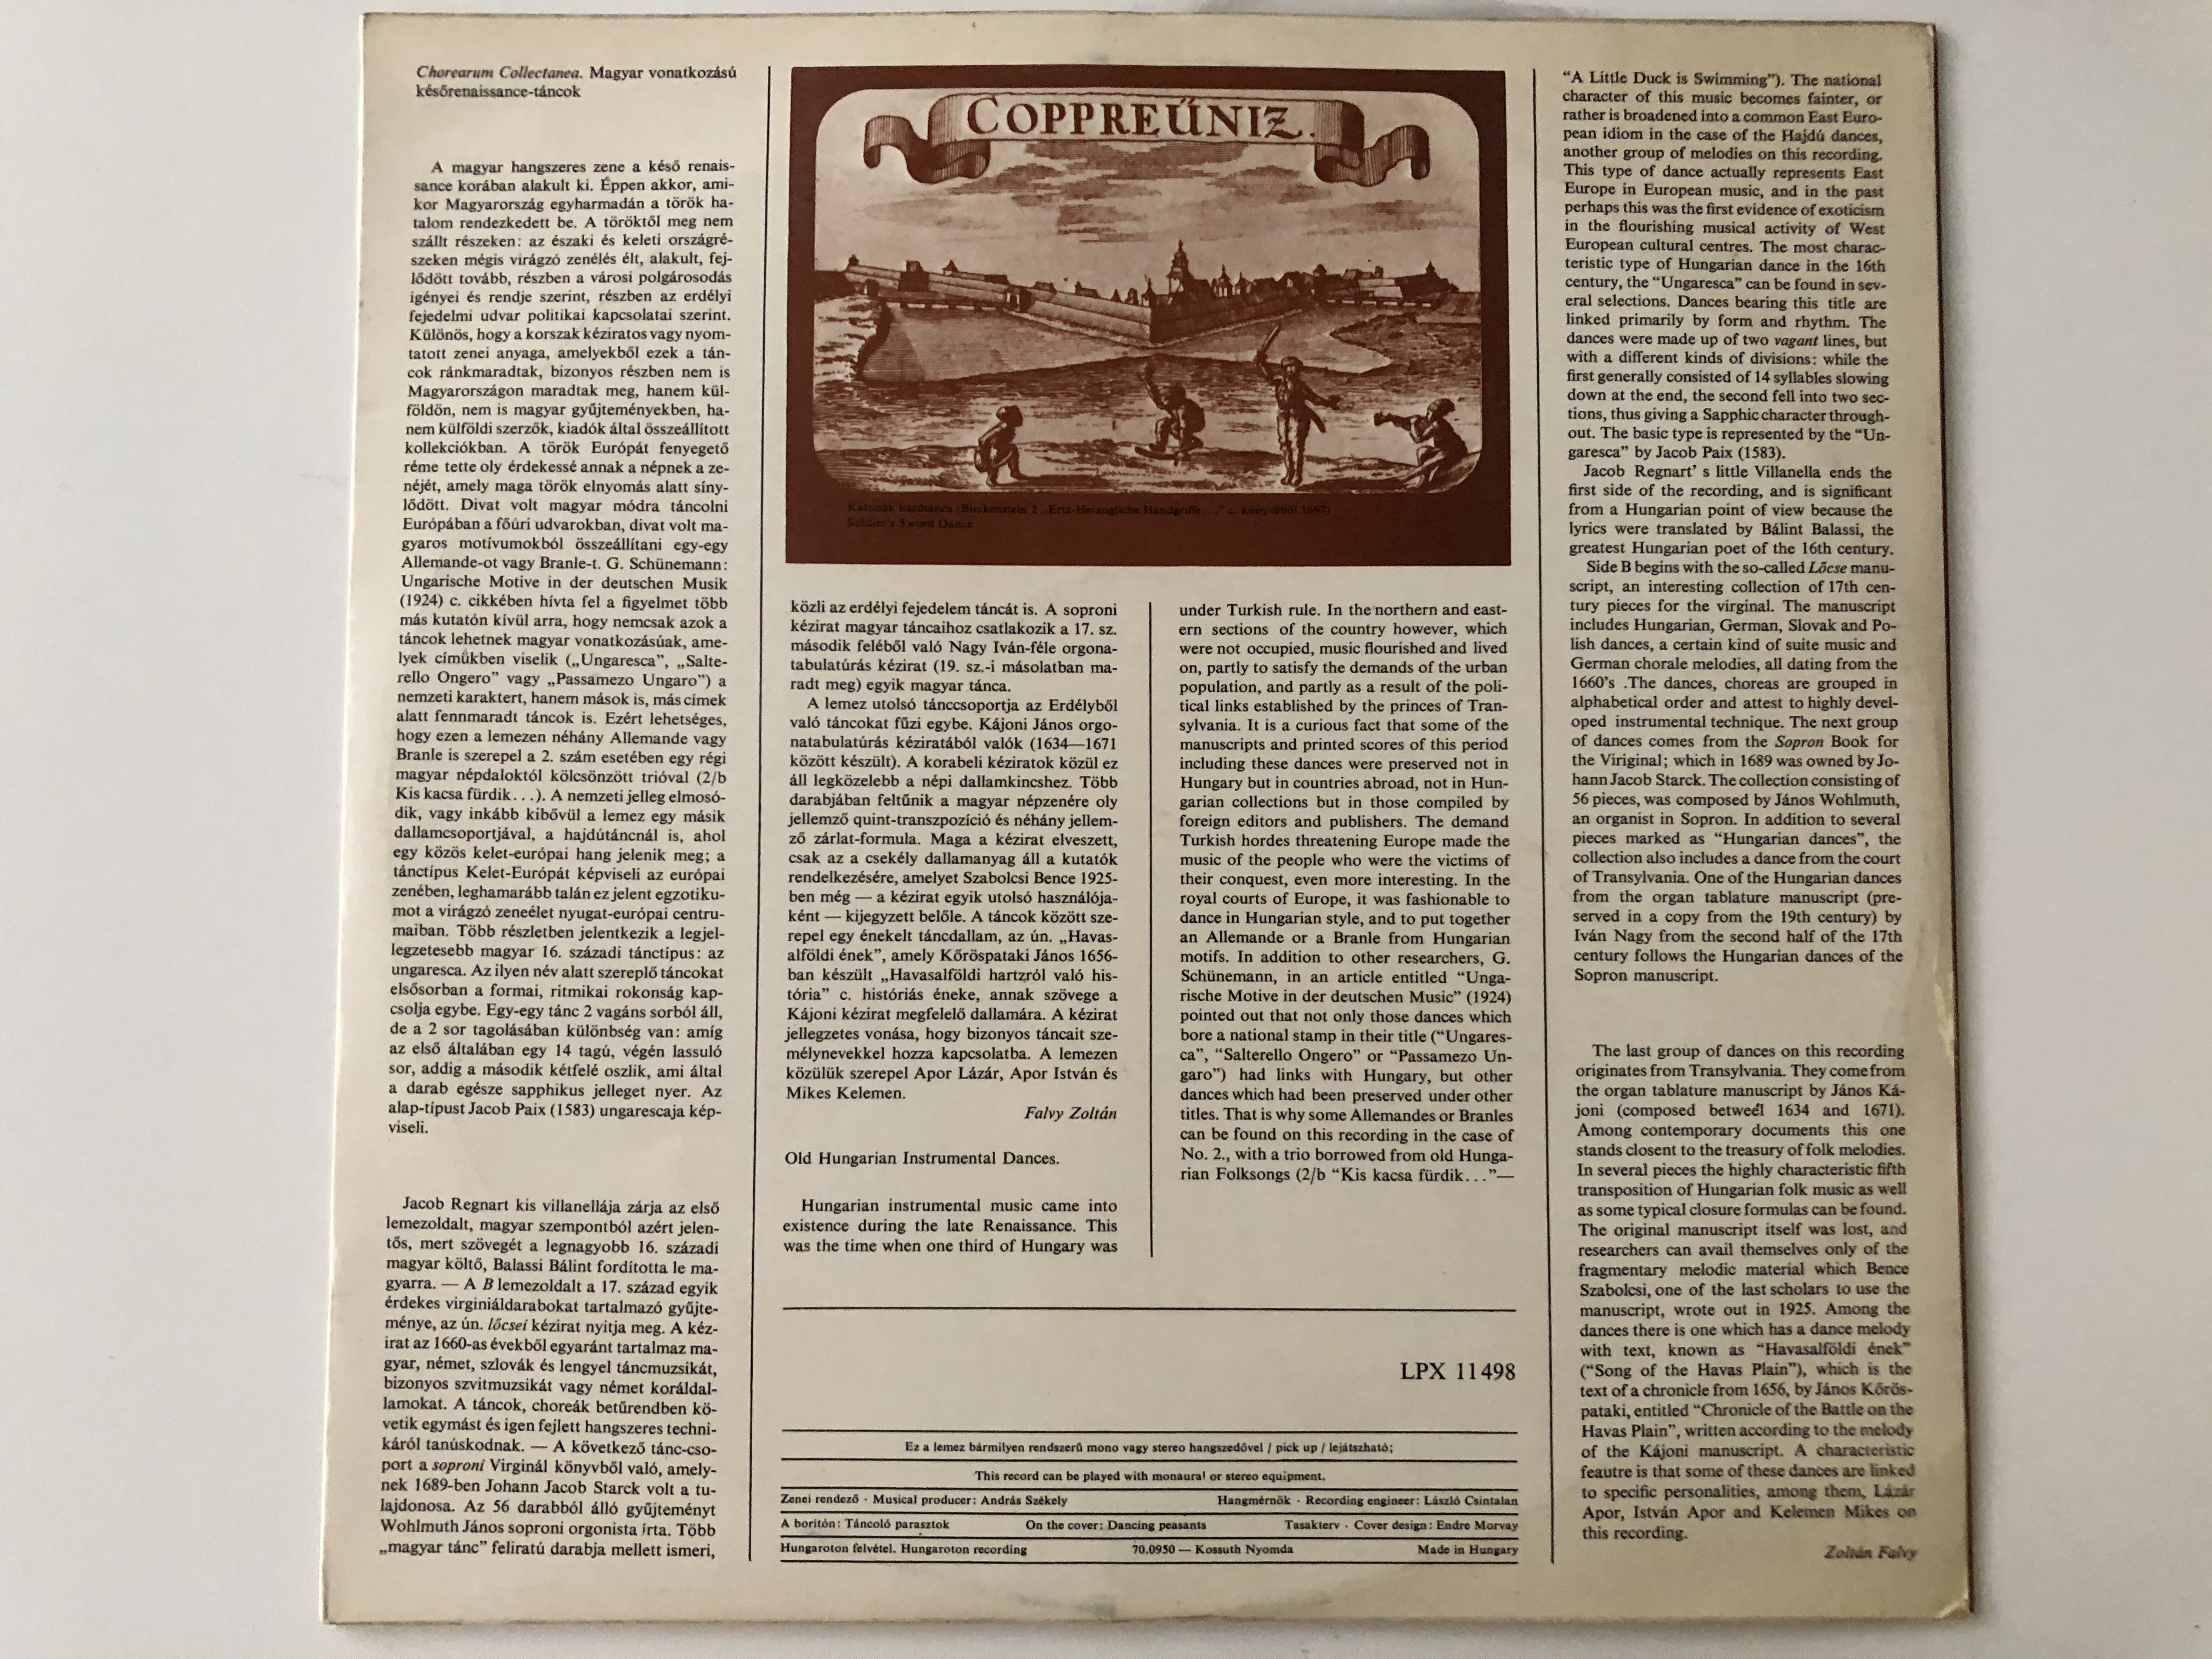 Chorearum Collectanea. Magyar vonatkozású
későrenaissance-táncok
A magyar hangszeres zene a késő renais-
sance korában alakult ki. Éppen akkor, ami-
kor Magyarország egyharmadán a török ha-
talom rendezkedett be. A töröktől meg nem
szállt részeken: az északi és keleti országré-
szeken mégis virágzó zenélés élt, alakult, fej-
lődött tovább, részben a városi polgárosodás
igényei és rendje szerint, részben az erdélyi
fejedelmi udvar politikai kapcsolatai szerint.
Különös, hogy a korszak kéziratos vagy nyom-
tatott zenei anyaga, amelyekből ezek a tán-
cok ránkmaradtak, bizonyos részben nem is
Magyarországon maradtak meg, hanem kül-
földön, nem is magyar gyűjteményekben, ha-
nem külföldi szerzők, kiadók által összeállított
kollekciókban. A török Európát fenyegető
réme tette oly érdekessé annak a népnek a ze-
néjét, amely maga török elnyomás alatt síny-
lődött. Divat volt magyar módra táncolni
Európában a főúri udvarokban, divat volt ma-
gyaros motívumokból összeállítani egy-egy
Allemande-ot vagy Branle-t. G. Schünemann:
Ungarische Motive in der deutschen Musik
(1924) c. cikkében hívta fel a figyelmet több
más kutatón kívül arra, hogy nemcsak azok a
táncok lehetnek magyar vonatkozásúak, ame-
lyek címükben viselik („Ungaresca”, „Salte-
rello Ongero” vagy „Passamezo Ungaro”) a
nemzeti karaktert, hanem mások is, más címek
alatt fennmaradt táncok is. Ezért lehetséges,
hogy ezen a lemezen néhány Allemande vagy
Branle is szerepel a 2. szám esetében egy régi
magyar népdaloktól kölcsönzött trióval (2/b
Kis kacsa fürdik...). A nemzeti jelleg elmosó-
dik, vagy inkább kibővül a lemez egy másik
dallamcsoportjával, a hajdútáncnál is, ahol
egy közös kelet-európai hang jelenik meg; a
tánctípus Kelet-Európát képviseli az európai
zenében, leghamarább talán ez jelent egzotiku-
mot a virágzó zeneélet nyugat-európai centru-
maiban. Több részletben jelentkezik a legjel-
legzetesebb magyar 16. századi tánctípus: az
ungaresca. Az ilyen név alatt szereplő táncokat
elsősorban a formai, ritmikai rokonság kap-
csolja egybe. Egy-egy tánc 2 vagáns sorból áll,
de a 2 sor tagolásában különbség van: amíg
az első általában egy 14 tagú, végén lassuló
sor, addig a második kétfelé oszlik, ami által
a darab egésze sapphikus jelleget nyer. Az
alap-típust Jacob Paix (1583) ungarescaja kép-
viseli.
Jacob Regnart kis villanellája zárja az első
lemezoldalt, magyar szempontból azért jelen-
tős, mert szövegét a legnagyobb 16. századi
magyar költő, Balassi Bálint fordította le ma-
gyarra. — A B lemezoldalt a 17. század egyik
érdekes virginiáldarabokat tartalmazó gyűjte-
ménye, az ún. lőcsei kézirat nyitja meg. A kéz-
irat az 1660-as évekből egyaránt tartalmaz ma-
gyar, német, szlovák és lengyel táncmuzsikát,
bizonyos szvitmuzsikát vagy német koráldal-
lamokat. A táncok, choreák betűrendben kö-
vetik egymást és igen fejlett hangszeres techni-
káról tanúskodnak. — A következő tánc-cso-
port a soproni Virginál könyvből való, amely-
nek 1689-ben Johann Jacob Starck volt a tu-
lajdonosa. Az 56 darabból álló gyűjteményt
Wohlmuth János soproni orgonista írta. Több
„magyar tánc” feliratú darabja mellett ismeri,
COPPREÜNIZ.
Katonák kardtánca (Birckenstein 2 „Ertz-Herzogliche Handgriffe...” c. könyvéből 1697)
Soldier's Sword Dance
közli az erdélyi fejedelem táncát is. A soproni
kézirat magyar táncaihoz csatlakozik a 17. sz.
második feléből való Nagy Iván-féle orgona-
tabulatúrás kézirat (19. sz.-i másolatban ma-
radt meg) egyik magyar tánca.
A lemez utolsó tánccsoportja az Erdélyből
való táncokat fűzi egybe. Kájoni János orgo-
natabulatúrás kéziratából valók (1634—1671
között készült). A korabeli kéziratok közül ez
áll legközelebb a népi dallamkincshez. Több
darabjában feltűnik a magyar népzenére oly
jellemző quint-transzpozíció és néhány jellem-
ző zárlat-formula. Maga a kézirat elveszett,
csak az a csekély dallamanyag áll a kutatók
rendelkezésére, amelyet Szabolcsi Bence 1925-
ben még — a kézirat egyik utolsó használója-
ként — kijegyzett belőle. A táncok között sze-
repel egy énekelt táncdallam, az ún. „Havas-
alföldi ének”, amely Kőröspataki János 1656-
ban készült „Havasalföldi hartzról való his-
tória” c. históriás éneke, annak szövege a
Kájoni kézirat megfelelő dallamára. A kézirat
jellegzetes vonása, hogy bizonyos táncait sze-
mélynevekkel hozza kapcsolatba. A lemezen
közülük szerepel Apor Lázár, Apor István és
Mikes Kelemen.
Falvy Zoltán
Old Hungarian Instrumental Dances.
Hungarian instrumental music came into
existence during the late Renaissance. This
was the time when one third of Hungary was
under Turkish rule. In the northern and east-
ern sections of the country however, which
were not occupied, music flourished and lived
on, partly to satisfy the demands of the urban
population, and partly as a result of the poli-
tical links established by the princes of Tran-
sylvania. It is a curious fact that some of the
manuscripts and printed scores of this period
including these dances were preserved not in
Hungary but in countries abroad, not in Hun-
garian collections but in those compiled by
foreign editors and publishers. The demand
Turkish hordes threatening Europe made the
music of the people who were the victims of
their conquest, even more interesting. In the
royal courts of Europe, it was fashionable to
dance in Hungarian style, and to put together
an Allemande or a Branle from Hungarian
motifs. In addition to other researchers, G.
Schünemann, in an article entitled “Unga-
rische Motive in der deutschen Music” (1924)
pointed out that not only those dances which
bore a national stamp in their title (“Ungares-
ca”, “Salterello Ongero” or “Passamezo Un-
garo”) had links with Hungary, but other
dances which had been preserved under other
titles. That is why some Allemandes or Branles
can be found on this recording in the case of
No. 2., with a trio borrowed from old Hunga-
rian Folksongs (2/b “Kis kacsa fürdik...”—
“A Little Duck is Swimming”). The national
character of this music becomes fainter, or
rather is broadened into a common East Euro-
pean idiom in the case of the Hajdú dances,
another group of melodies on this recording.
This type of dance actually represents East
Europe in European music, and in the past
perhaps this was the first evidence of exoticism
in the flourishing musical activity of West
European cultural centres. The most charac-
teristic type of Hungarian dance in the 16th
century, the “Ungaresca” can be found in sev-
eral selections. Dances bearing this title are
linked primarily by form and rhythm. The
dances were made up of two vagant lines, but
with a different kinds of divisions: while the
first generally consisted of 14 syllables slowing
down at the end, the second fell into two sec-
tions, thus giving a Sapphic character through-
out. The basic type is represented by the “Un-
garesca” by Jacob Paix (1583).
Jacob Regnart' s little Villanella ends the
first side of the recording, and is significant
from a Hungarian point of view because the
lyrics were translated by Bálint Balassi, the
greatest Hungarian poet of the 16th century.
Side B begins with the so-called Lőcse manu-
script, an interesting collection of 17th cen-
tury pieces for the virginal. The manuscript
includes Hungarian, German, Slovak and Po-
lish dances, a certain kind of suite music and
German chorale melodies, all dating from the
1660's .The dances, choreas are grouped in
alphabetical order and attest to highly devel-
oped instrumental technique. The next group
of dances comes from the Sopron Book for
the Viriginal; which in 1689 was owned by Jo-
hann Jacob Starck. The collection consisting of
56 pieces, was composed by János Wohlmuth,
an organist in Sopron. In addition to several
pieces marked as “Hungarian dances”, the
collection also includes a dance from the court
of Transylvania. One of the Hungarian dances
from the organ tablature manuscript (pre-
served in a copy from the 19th century) by
Iván Nagy from the second half of the 17th
century follows the Hungarian dances of the
Sopron manuscript.
The last group of dances on this recording
originates from Transylvania. They come from
the organ tablature manuscript by János Ká-
joni (composed betweél 1634 and 1671).
Among contemporary documents this one
stands closent to the treasury of folk melodies.
In several pieces the highly characteristic fifth
transposition of Hungarian folk music as well
as some typical closure formulas can be found.
The original manuscript itself was lost, and
researchers can avail themselves only of the
fragmentary melodic material which Bence
Szabolcsi, one of the last scholars to use the
manuscript, wrote out in 1925. Among the
dances there is one which has a dance melody
with text, known as “Havasalföldi ének”
(“Song of the Havas Plain”), which is the
text of a chronicle from 1656, by János Kőrös-
pataki, entitled “Chronicle of the Battle on the
Havas Plain”, written according to the melody
of the Kájoni manuscript. A characteristic
feautre is that some of these dances are linked
to specific personalities, among them, Lázár
Apor, István Apor and Kelemen Mikes on
this recording.
Zoltán Falvy
LPX 11498
Ez a lemez bármilyen rendszerű mono vagy stereo hangszedővel / pick up / lejátszható;
This record can be played with monaural or stereo equipment.
Zenei rendező · Musical producer: András Székely Hangmérnök · Recording engineer: László Csintalan
A borítón: Táncoló parasztok On the cover: Dancing peasants Tasakterv · Cover design: Endre Morvay
Hungaroton felvétel. Hungaroton recording 70.0950 — Kossuth Nyomda Made in Hungary